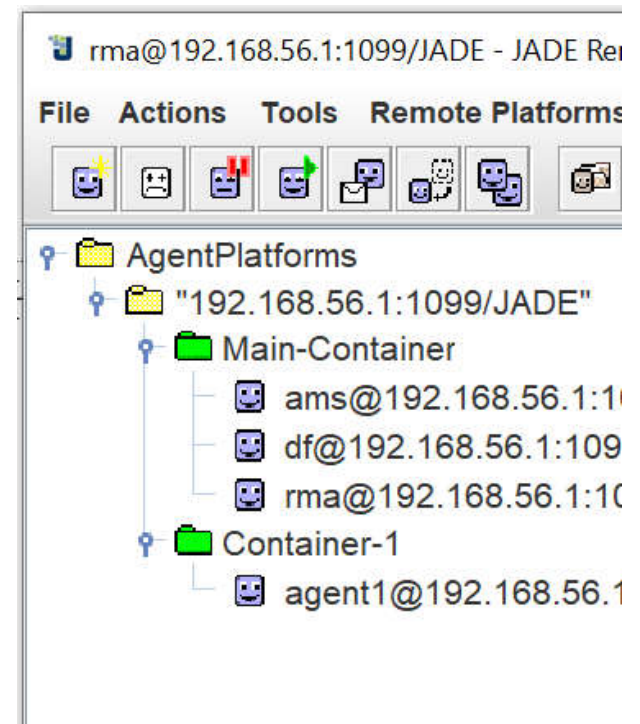 rma@192.168.56.1:1099/JADE - JADE Rer
File Actions Tools Remote Platforms
AgentPlatforms
"192.168.56.1:1099/JADE"
Main-Container
ams@192.168.56.1:10
df@192.168.56.1:109
rma@192.168.56.1:10
Container-1
agent1@192.168.56.1